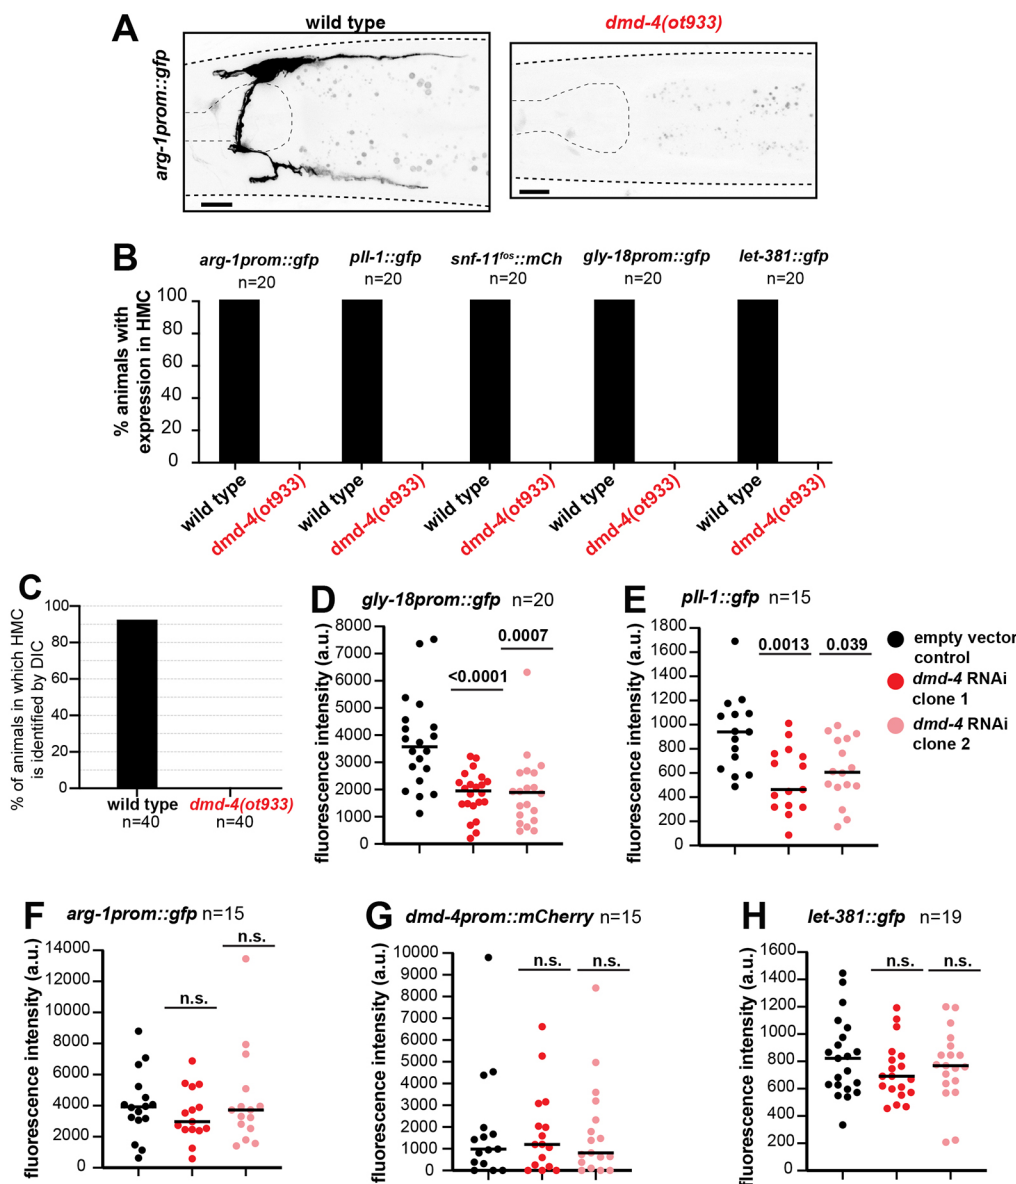 A
wild type
dmd-4(ot933)
arg-1prom::gfp
B
arg-1prom::gfp
pll-1::gfp
snf-11fos::mCh
gly-18prom::gfp
let-381::gfp
n=20
n=20
n=20
n=20
n=20
% animals with
expression in HMC
100
80
60
40
20
0
wild type
dmd-4(ot933)
wild type
dmd-4(ot933)
wild type
dmd-4(ot933)
wild type
dmd-4(ot933)
wild type
dmd-4(ot933)
C
% of animals in which HMC
is identified by DIC
100
80
60
40
20
0
wild type
n=40
dmd-4(ot933)
n=40
D
gly-18prom::gfp n=20
fluorescence intensity (a.u.)
8000
7000
6000
5000
4000
3000
2000
1000
0
<0.0001
0.0007
E
pll-1::gfp n=15
fluorescence intensity (a.u.)
1800
1600
1400
1200
1000
800
600
400
200
0
0.0013
0.039
empty vector
control
dmd-4 RNAi
clone 1
dmd-4 RNAi
clone 2
F
arg-1prom::gfp n=15
fluorescence intensity (a.u.)
14000
12000
10000
8000
6000
4000
2000
0
n.s.
n.s.
G
dmd-4prom::mCherry n=15
fluorescence intensity (a.u.)
10000
9000
8000
7000
6000
5000
4000
3000
2000
1000
0
n.s.
n.s.
H
let-381::gfp n=19
fluorescence intensity (a.u.)
1600
1400
1200
1000
800
600
400
200
0
n.s.
n.s.